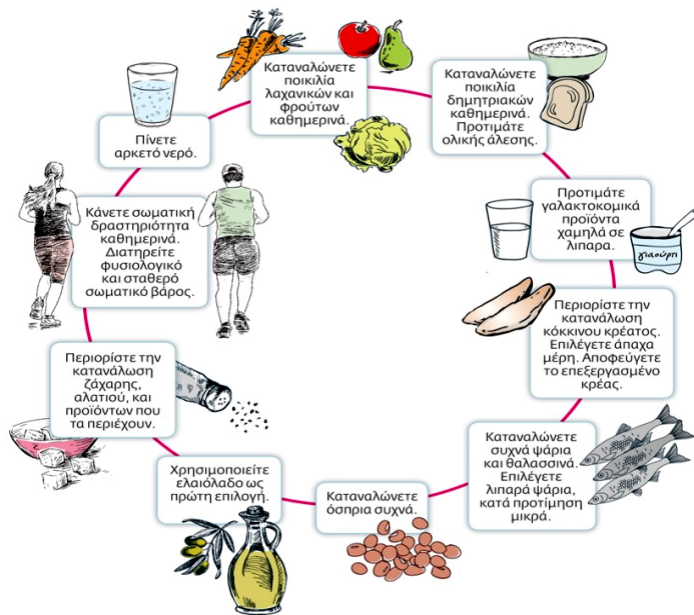 Καταναλώνετε
ποικιλία
λαχανικών και
φρούτων
καθημερινά.
Καταναλώνετε
ποικιλία
δημητριακών
καθημερινά.
Προτιμάτε
ολικής άλεσης.
Προτιμάτε
γαλακτοκομικά
προϊόντα
χαμηλά σε
λιπαρα.
γιαούρτι
Περιορίστε την
κατανάλωση
κόκκινου κρέατος.
Επιλέγετε άπαχα
μέρη. Αποφεύγετε
το επεξεργασμένο
κρέας.
Καταναλώνετε
συχνά ψάρια
και θαλασσινά.
Επιλέγετε
λιπαρά ψάρια,
κατά προτίμηση
μικρά.
Καταναλώνετε
όσπρια συχνά.
Χρησιμοποιείτε
ελαιόλαδο ως
πρώτη επιλογή.
Περιορίστε την
κατανάλωση
ζάχαρης,
αλατιού, και
προϊόντων που
τα περιέχουν.
Κάνετε σωματική
δραστηριότητα
καθημερινά.
Διατηρείτε
φυσιολογικό
και σταθερό
σωματικό βάρος.
Πίνετε
αρκετό νερό.